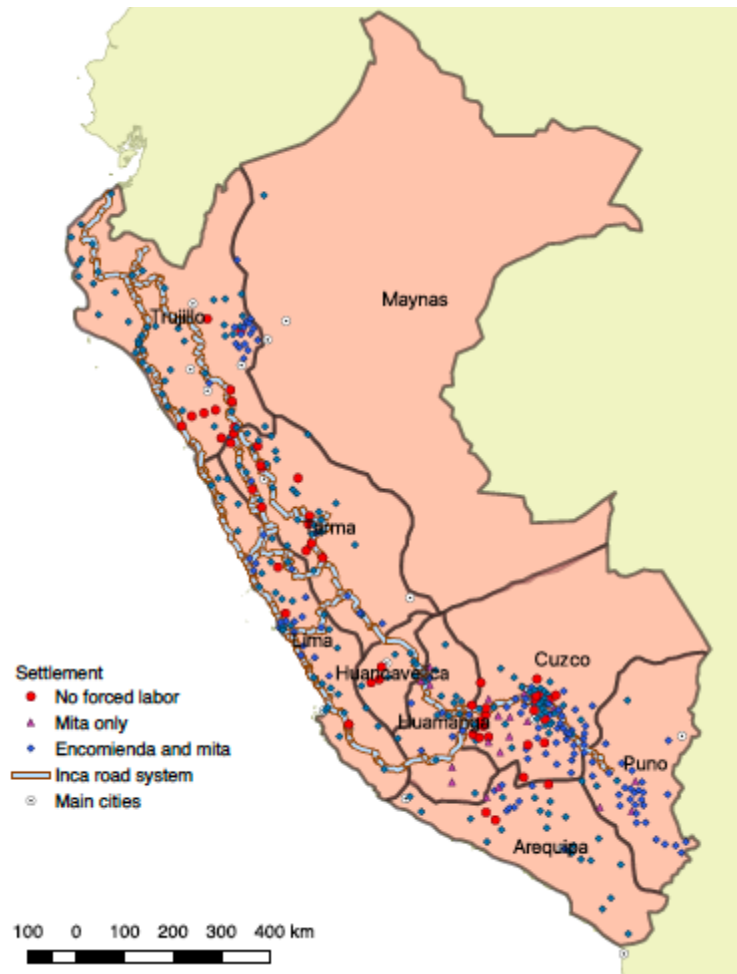 Maynas
Trujillo
Tarma
Lima
Cuzco
Huancavelica
Huamanga
Puno
Arequipa
Settlement
No forced labor
Mita only
Encomienda and mita
Inca road system
Main cities
100 0 100 200 300 400 km